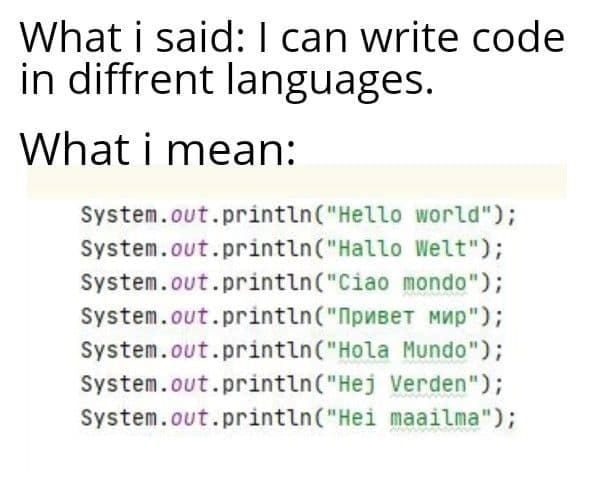 What i said: I can write code
in diffrent languages.
What i mean:
System.out.println("Hello world");
System.out.println("Hallo Welt");
System.out.println("Ciao mondo");
System.out.println("Привет мир");
System.out.println("Hola Mundo");
System.out.println("Hej Verden");
System.out.println("Hei maailma");